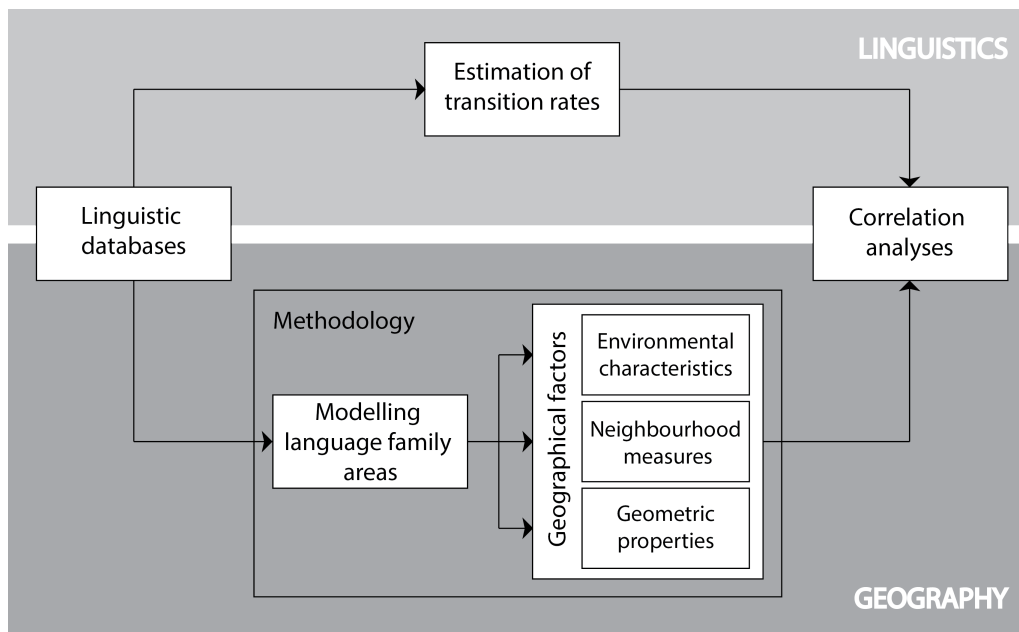 LINGUISTICS
Estimation of
transition rates
Linguistic
databases
Correlation
analyses
Methodology
Modelling
language family
areas
Geographical factors
Environmental
characteristics
Neighbourhood
measures
Geometric
properties
GEOGRAPHY